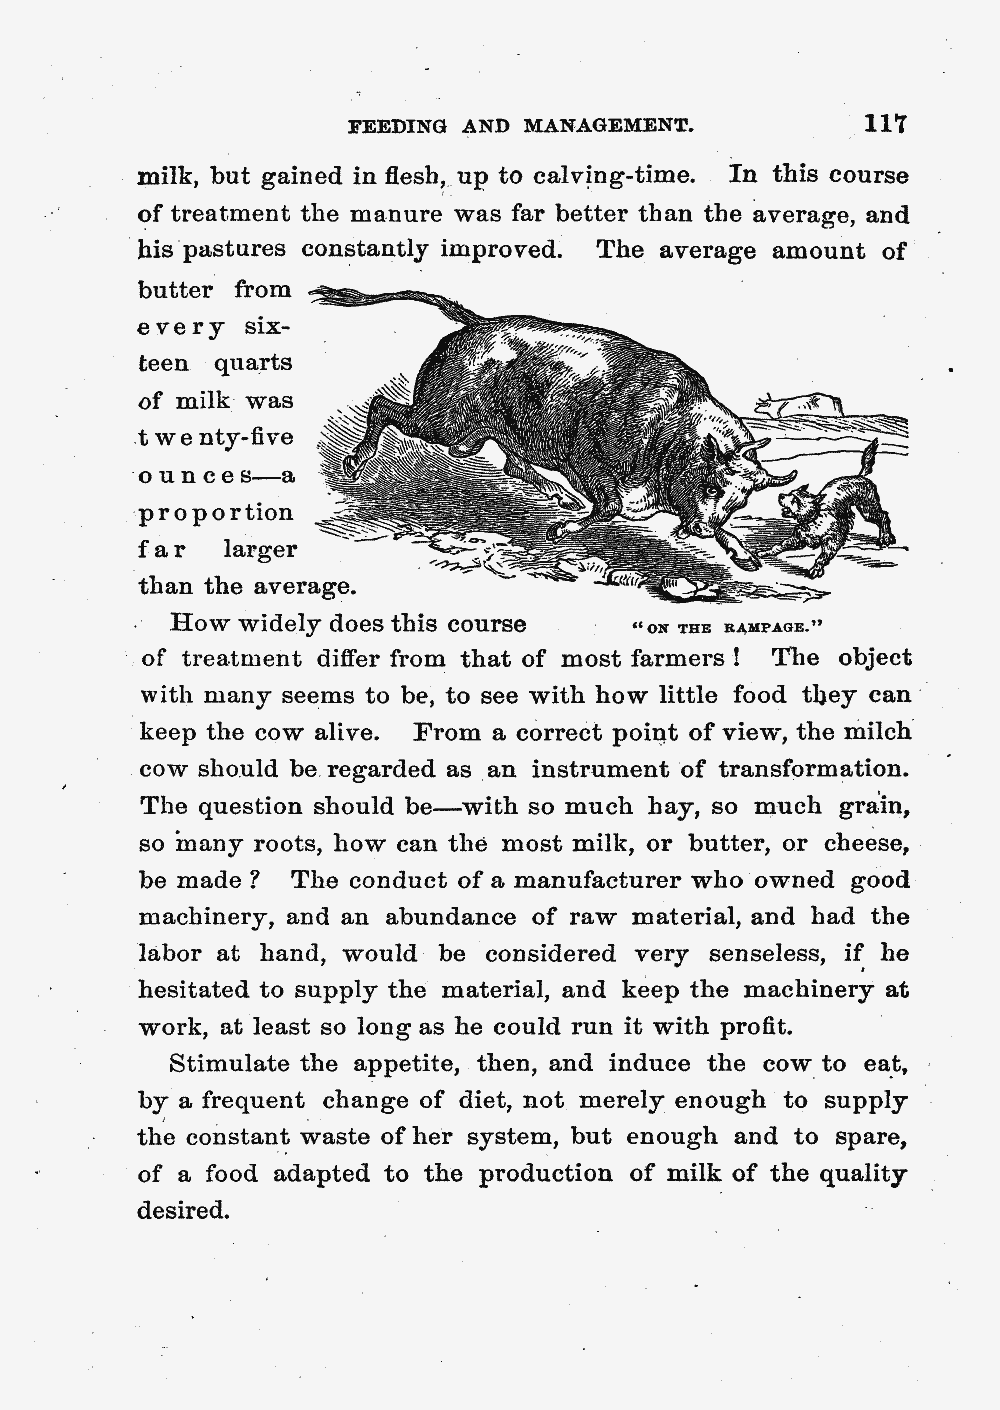 FEEDING AND MANAGEMENT. 117
milk, but gained in flesh, up to calving-time. In this course
of treatment the manure was far better than the average, and
his pastures constantly improved. The average amount of
butter from
every six-
teen quarts
of milk was
twenty-five
ounces—a
proportion
far larger
than the average.
How widely does this course
"ON THE RAMPAGE."
of treatment differ from that of most farmers! The object
with many seems to be, to see with how little food they can
keep the cow alive. From a correct point of view, the milch
cow should be regarded as an instrument of transformation.
The question should be—with so much hay, so much grain,
so many roots, how can the most milk, or butter, or cheese,
be made? The conduct of a manufacturer who owned good
machinery, and an abundance of raw material, and had the
labor at hand, would be considered very senseless, if he
hesitated to supply the material, and keep the machinery at
work, at least so long as he could run it with profit.
Stimulate the appetite, then, and induce the cow to eat,
by a frequent change of diet, not merely enough to supply
the constant waste of her system, but enough and to spare,
of a food adapted to the production of milk of the quality
desired.